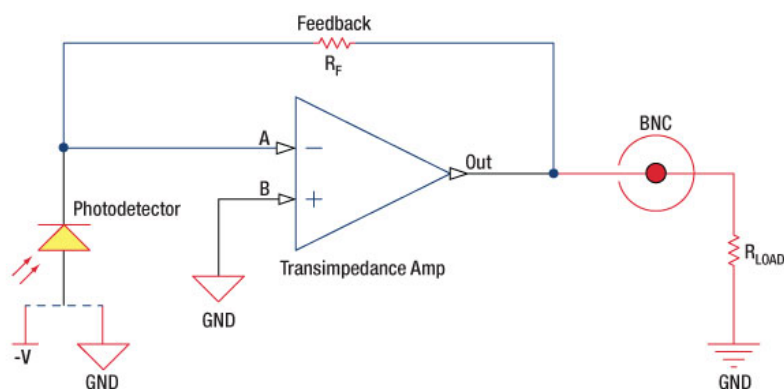 Feedback
R_F
A
B
Out
BNC
Photodetector
Transimpedance Amp
R_LOAD
GND
-V
GND
GND